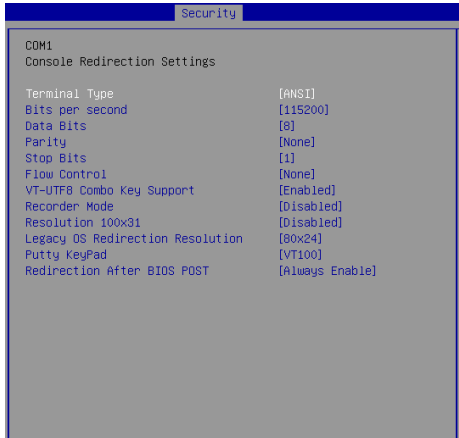 Security
COM1
Console Redirection Settings
Terminal Type [ANSI]
Bits per second [115200]
Data Bits [8]
Parity [None]
Stop Bits [1]
Flow Control [None]
VT-UTF8 Combo Key Support [Enabled]
Recorder Mode [Disabled]
Resolution 100x31 [Disabled]
Legacy OS Redirection Resolution [80x24]
Putty KeyPad [VT100]
Redirection After BIOS POST [Always Enable]